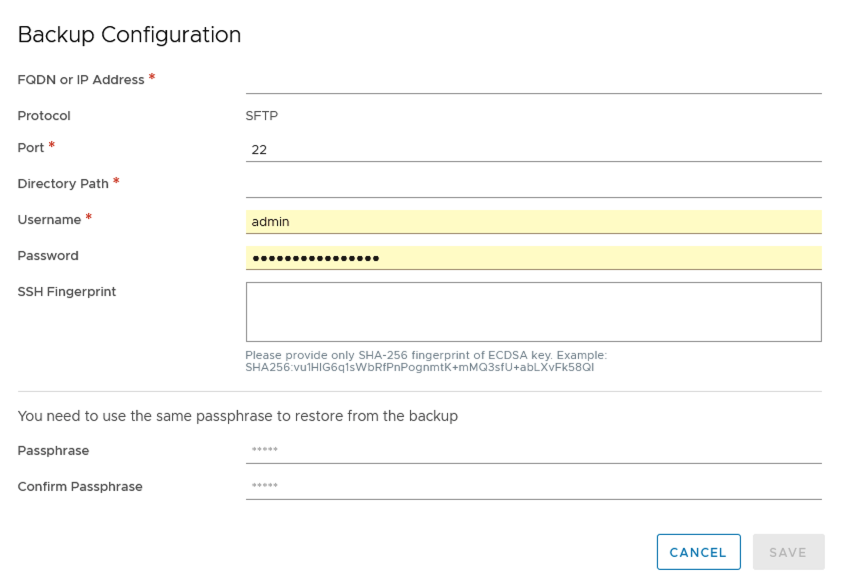 Backup Configuration
FQDN or IP Address *
Protocol SFTP
Port * 22
Directory Path *
Username * admin
Password ••••••••••••••••
SSH Fingerprint
Please provide only SHA-256 fingerprint of ECDSA key. Example:
SHA256:vu1HlG6q1sWbRfPnPognmtK+mMQ3sfU+abLXvFk58QI
You need to use the same passphrase to restore from the backup
Passphrase *****
Confirm Passphrase *****
CANCEL SAVE